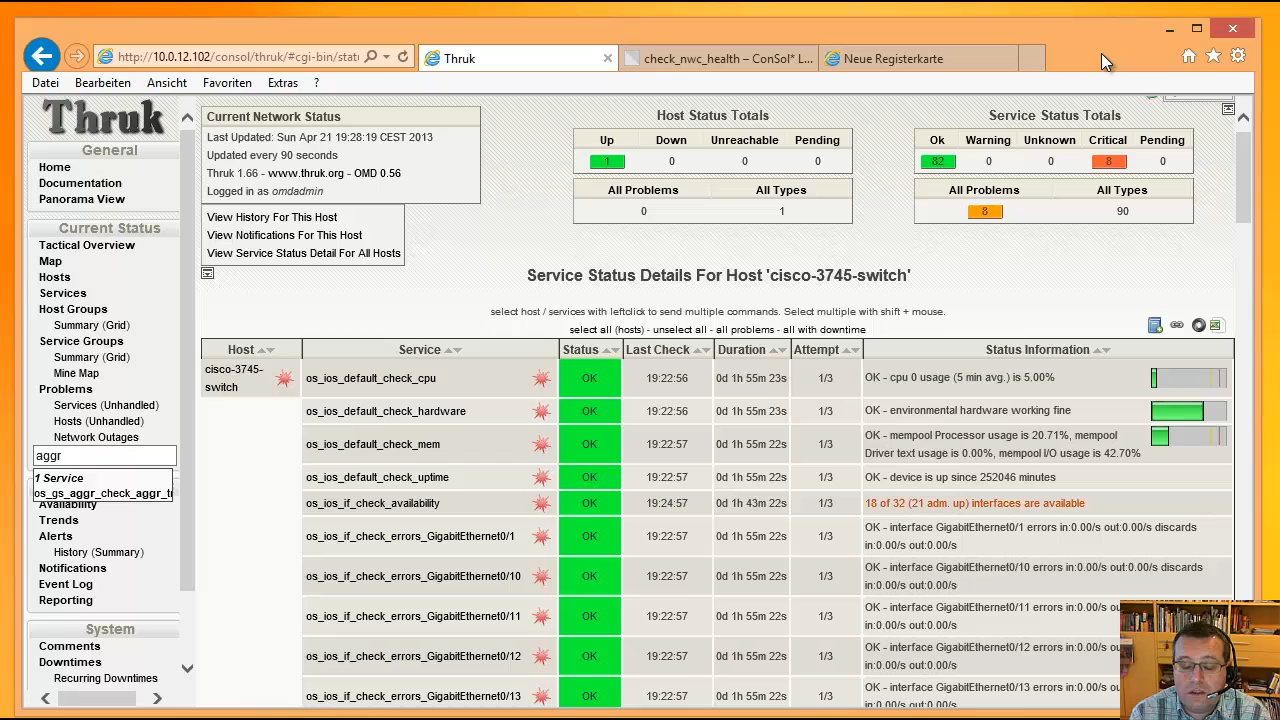 http://10.0.12.102/consol/thruk/#cgi-bin/stat
Thruk
check_nwc_health – ConSol* L...
Neue Registerkarte
Datei Bearbeiten Ansicht Favoriten Extras ?
Thruk
General
Home
Documentation
Panorama View
Current Status
Tactical Overview
Map
Hosts
Services
Host Groups
Summary (Grid)
Service Groups
Summary (Grid)
Mine Map
Problems
Services (Unhandled)
Hosts (Unhandled)
Network Outages
aggr
1 Service
os_gs_aggr_check_aggr_t
Availability
Trends
Alerts
History (Summary)
Notifications
Event Log
Reporting
System
Comments
Downtimes
Recurring Downtimes
Current Network Status
Last Updated: Sun Apr 21 19:28:19 CEST 2013
Updated every 90 seconds
Thruk 1.66 - www.thruk.org - OMD 0.56
Logged in as omdadmin
View History For This Host
View Notifications For This Host
View Service Status Detail For All Hosts
Host Status Totals
Up Down Unreachable Pending
1 0 0 0
All Problems All Types
0 1
Service Status Totals
Ok Warning Unknown Critical Pending
82 0 0 8 0
All Problems All Types
8 90
Service Status Details For Host 'cisco-3745-switch'
select host / services with leftclick to send multiple commands. Select multiple with shift + mouse.
select all (hosts) - unselect all - all problems - all with downtime
Host Service Status Last Check Duration Attempt Status Information
cisco-3745-switch os_ios_default_check_cpu OK 19:22:56 0d 1h 55m 23s 1/3 OK - cpu 0 usage (5 min avg.) is 5.00%
os_ios_default_check_hardware OK 19:22:56 0d 1h 55m 23s 1/3 OK - environmental hardware working fine
os_ios_default_check_mem OK 19:22:57 0d 1h 55m 22s 1/3 OK - mempool Processor usage is 20.71%, mempool
Driver text usage is 0.00%, mempool I/O usage is 42.70%
os_ios_default_check_uptime OK 19:22:57 0d 1h 55m 22s 1/3 OK - device is up since 252046 minutes
os_ios_if_check_availability OK 19:24:57 0d 1h 43m 22s 1/3 18 of 32 (21 adm. up) interfaces are available
os_ios_if_check_errors_GigabitEthernet0/1 OK 19:22:57 0d 1h 55m 22s 1/3 OK - interface GigabitEthernet0/1 errors in:0.00/s out:0.00/s discards
in:0.00/s out:0.00/s
os_ios_if_check_errors_GigabitEthernet0/10 OK 19:22:57 0d 1h 55m 22s 1/3 OK - interface GigabitEthernet0/10 errors in:0.00/s out:0.00/s discards
in:0.00/s out:0.00/s
os_ios_if_check_errors_GigabitEthernet0/11 OK 19:22:57 0d 1h 55m 22s 1/3 OK - interface GigabitEthernet0/11 errors in:0.00/s ou
in:0.00/s out:0.00/s
os_ios_if_check_errors_GigabitEthernet0/12 OK 19:22:57 0d 1h 55m 22s 1/3 OK - interface GigabitEthernet0/12 errors in:0.00/s ou
in:0.00/s out:0.00/s
os_ios_if_check_errors_GigabitEthernet0/13 OK 19:22:57 0d 1h 55m 22s 1/3 OK - interface GigabitEthernet0/13 errors in:0.00/s ou
in:0.00/s out:0.00/s